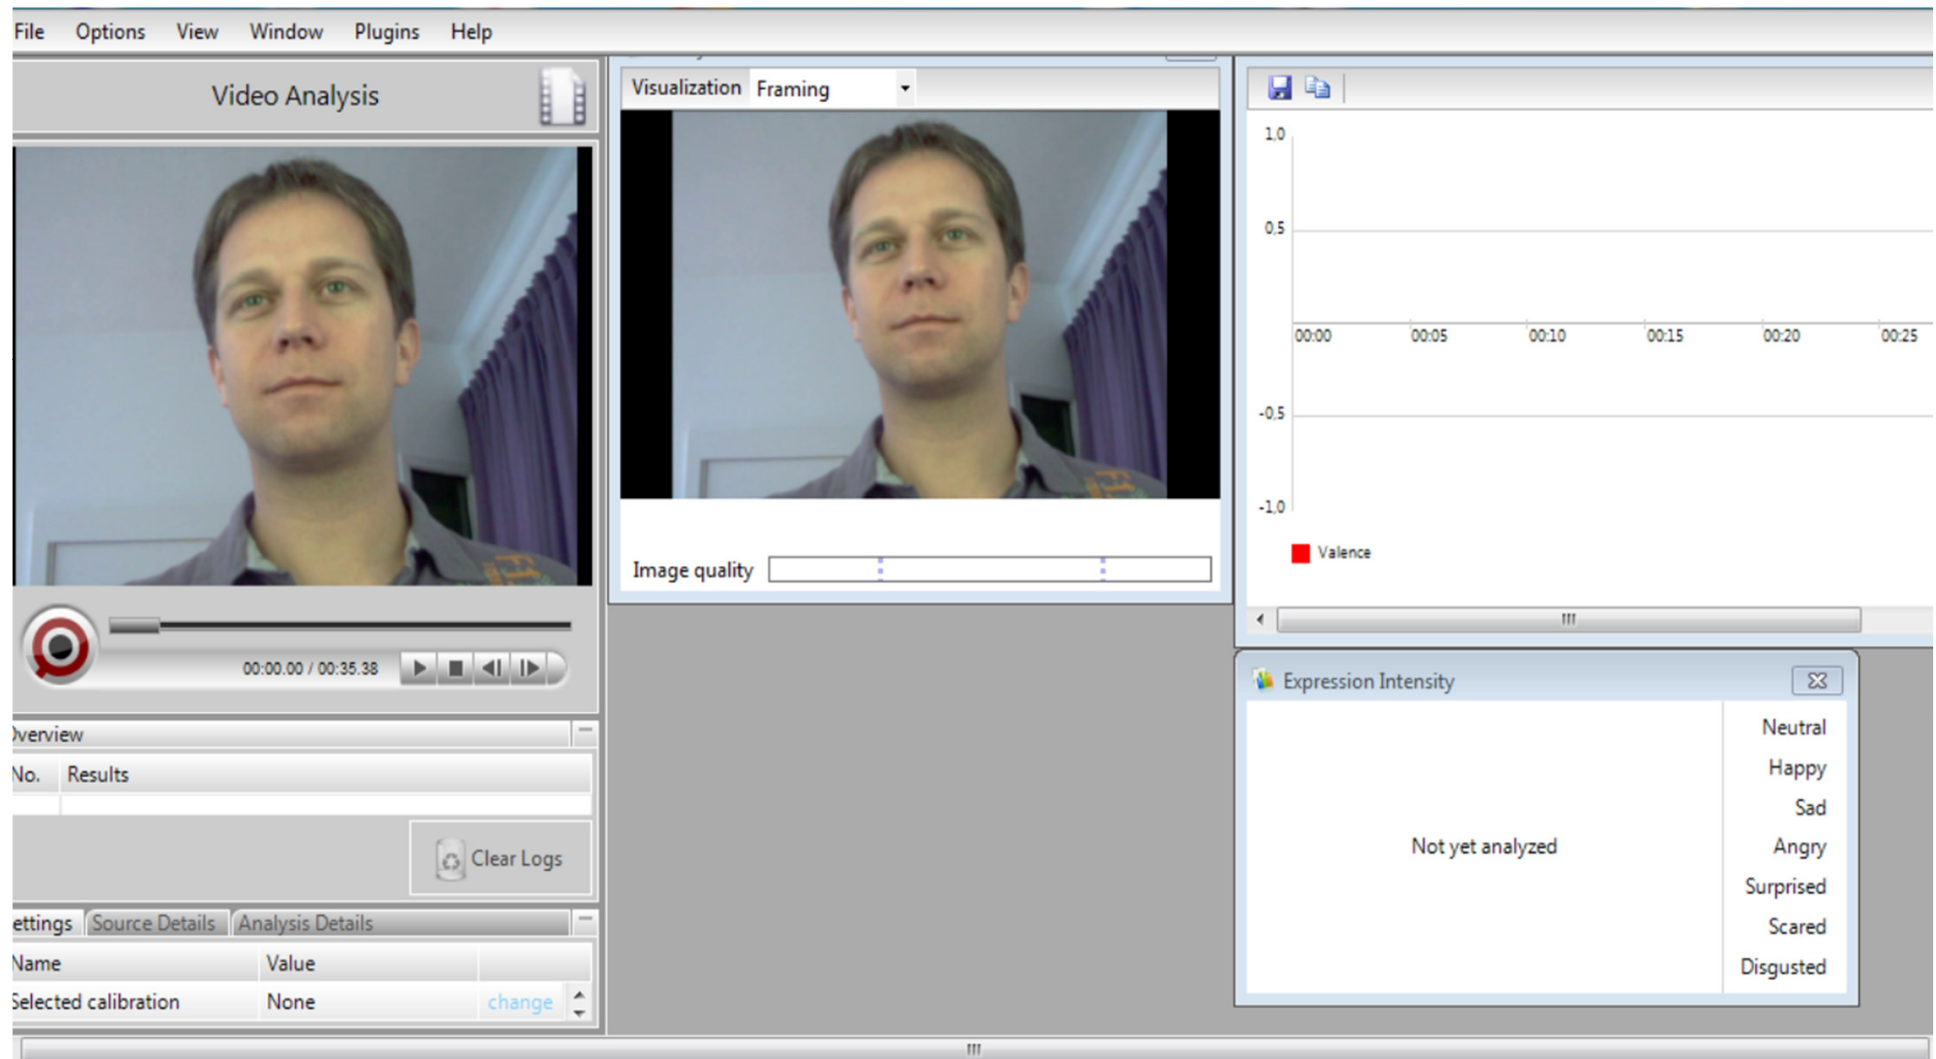 File Options View Window Plugins Help
Video Analysis
00:00.00 / 00:35.38
Overview
No. Results
Clear Logs
ettings Source Details Analysis Details
Name Value
Selected calibration None change
Visualization Framing
Image quality
1,0
0,5
00:00 00:05 00:10 00:15 00:20 00:25
-0,5
-1,0
Valence
Expression Intensity
Not yet analyzed
Neutral
Happy
Sad
Angry
Surprised
Scared
Disgusted